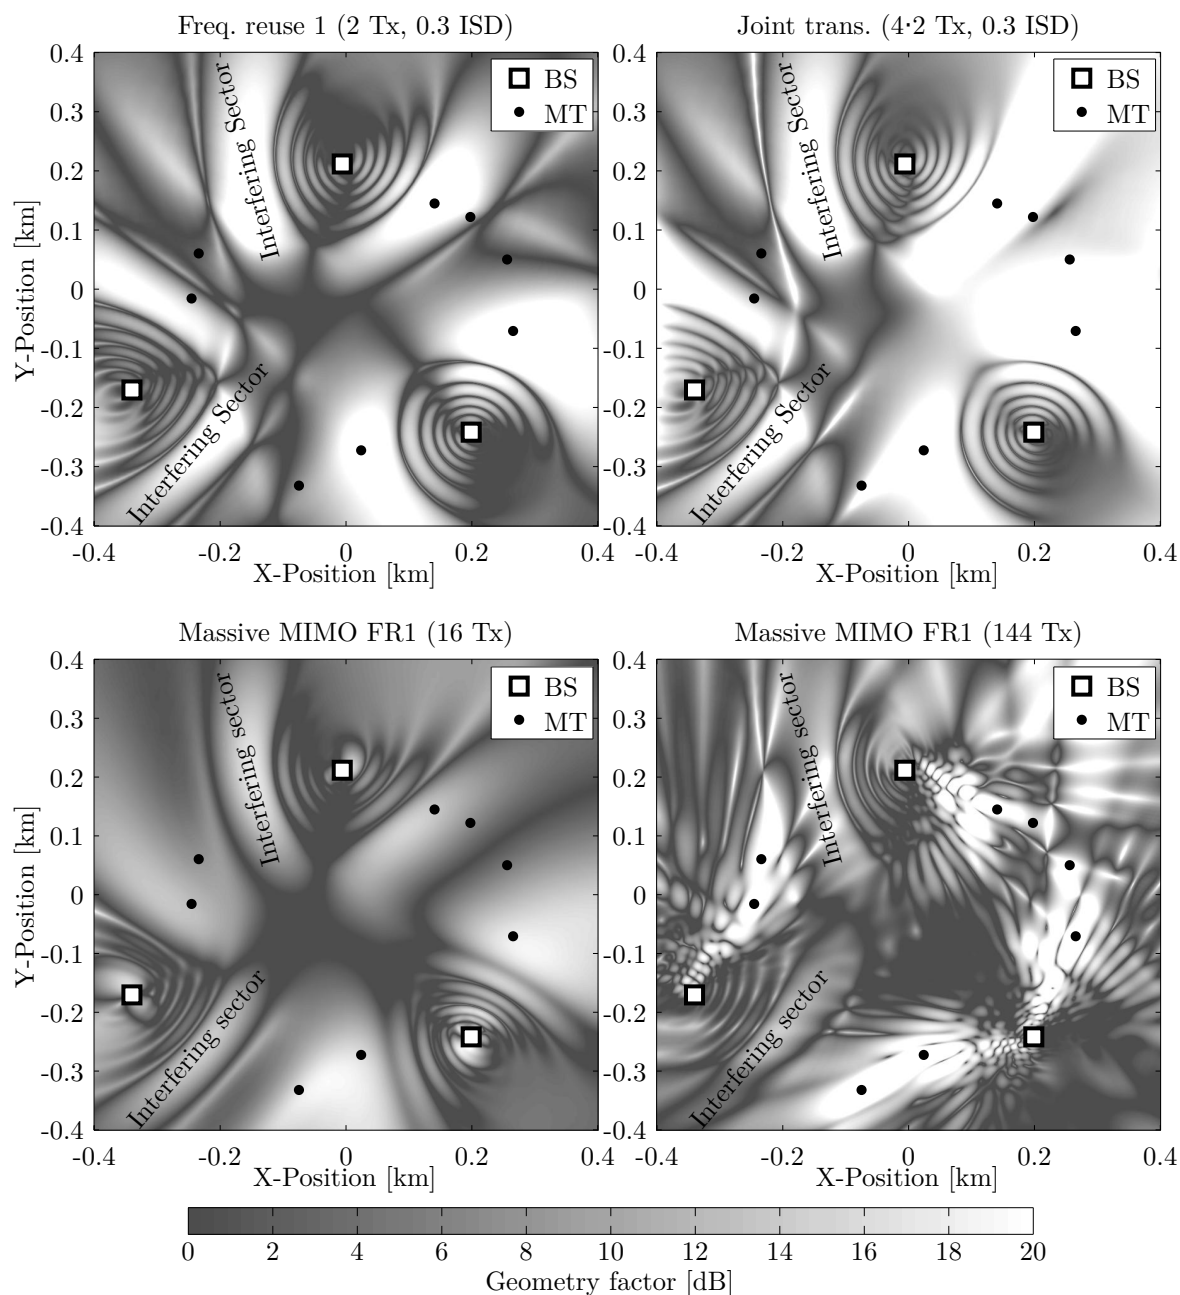 Freq. reuse 1 (2 Tx, 0.3 ISD)
Joint trans. (4·2 Tx, 0.3 ISD)
0.4
0.3
0.2
0.1
0
-0.1
-0.2
-0.3
-0.4
Y-Position [km]
BS
MT
Interfering Sector
Interfering Sector
-0.4
-0.2
0
0.2
0.4
X-Position [km]
0.4
0.3
0.2
0.1
0
-0.1
-0.2
-0.3
-0.4
BS
MT
Interfering Sector
Interfering Sector
-0.4
-0.2
0
0.2
0.4
X-Position [km]
Massive MIMO FR1 (16 Tx)
Massive MIMO FR1 (144 Tx)
0.4
0.3
0.2
0.1
0
-0.1
-0.2
-0.3
-0.4
Y-Position [km]
BS
MT
Interfering sector
Interfering sector
-0.4
-0.2
0
0.2
0.4
X-Position [km]
0.4
0.3
0.2
0.1
0
-0.1
-0.2
-0.3
-0.4
BS
MT
Interfering sector
Interfering sector
-0.4
-0.2
0
0.2
0.4
X-Position [km]
0 2 4 6 8 10 12 14 16 18 20
Geometry factor [dB]